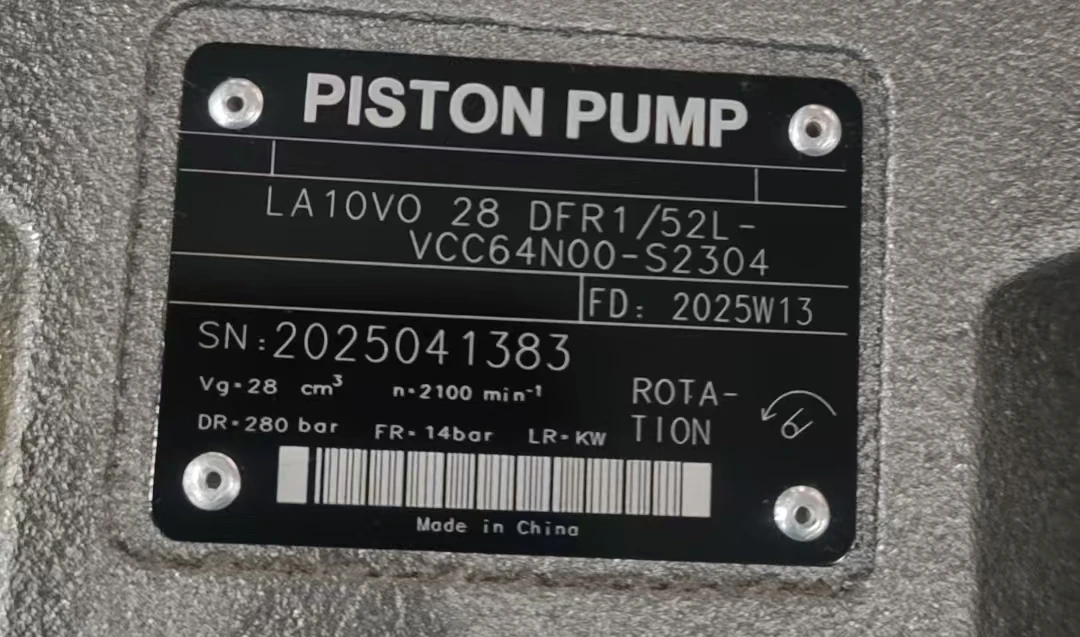 PISTON PUMP
LA10VO 28 DFR1/52L-
VCC64N00-S2304
FD: 2025W13
SN:2025041383
Vg=28 cm³ n=2100 min⁻¹
ROTA-
TION
DR=280 bar FR=14bar LR=KW
Made in China